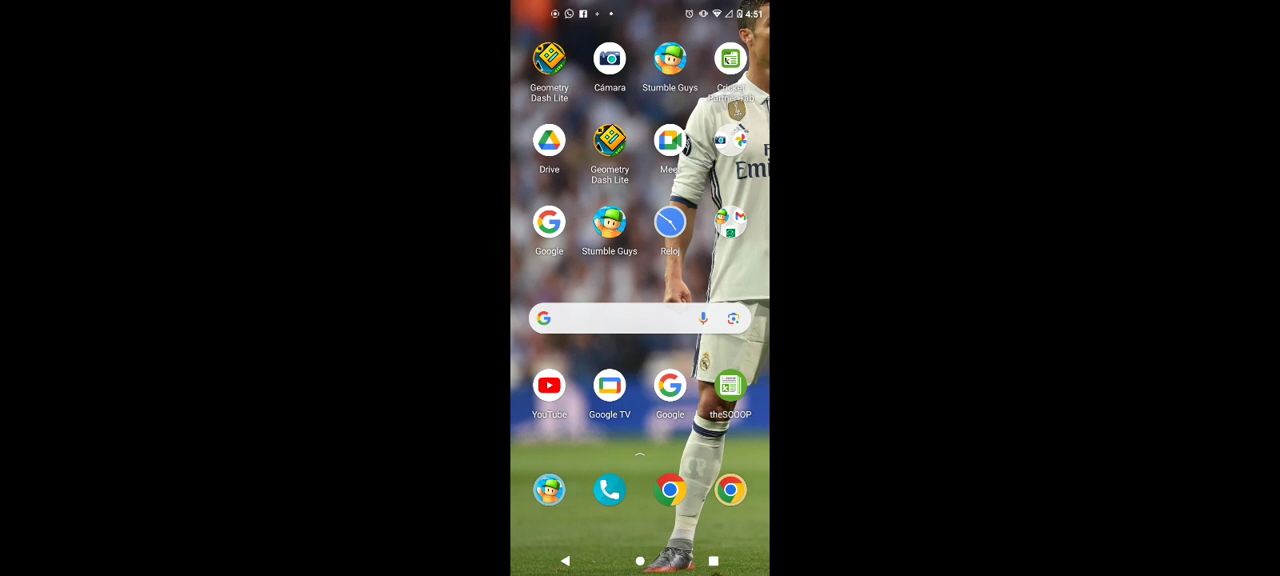 4:51
Geometry
Dash Lite
Cámara
Stumble Guys
Cricket
Drive
Geometry
Dash Lite
Meet
Google
Stumble Guys
Reloj
YouTube
Google TV
Google
theSCOOP